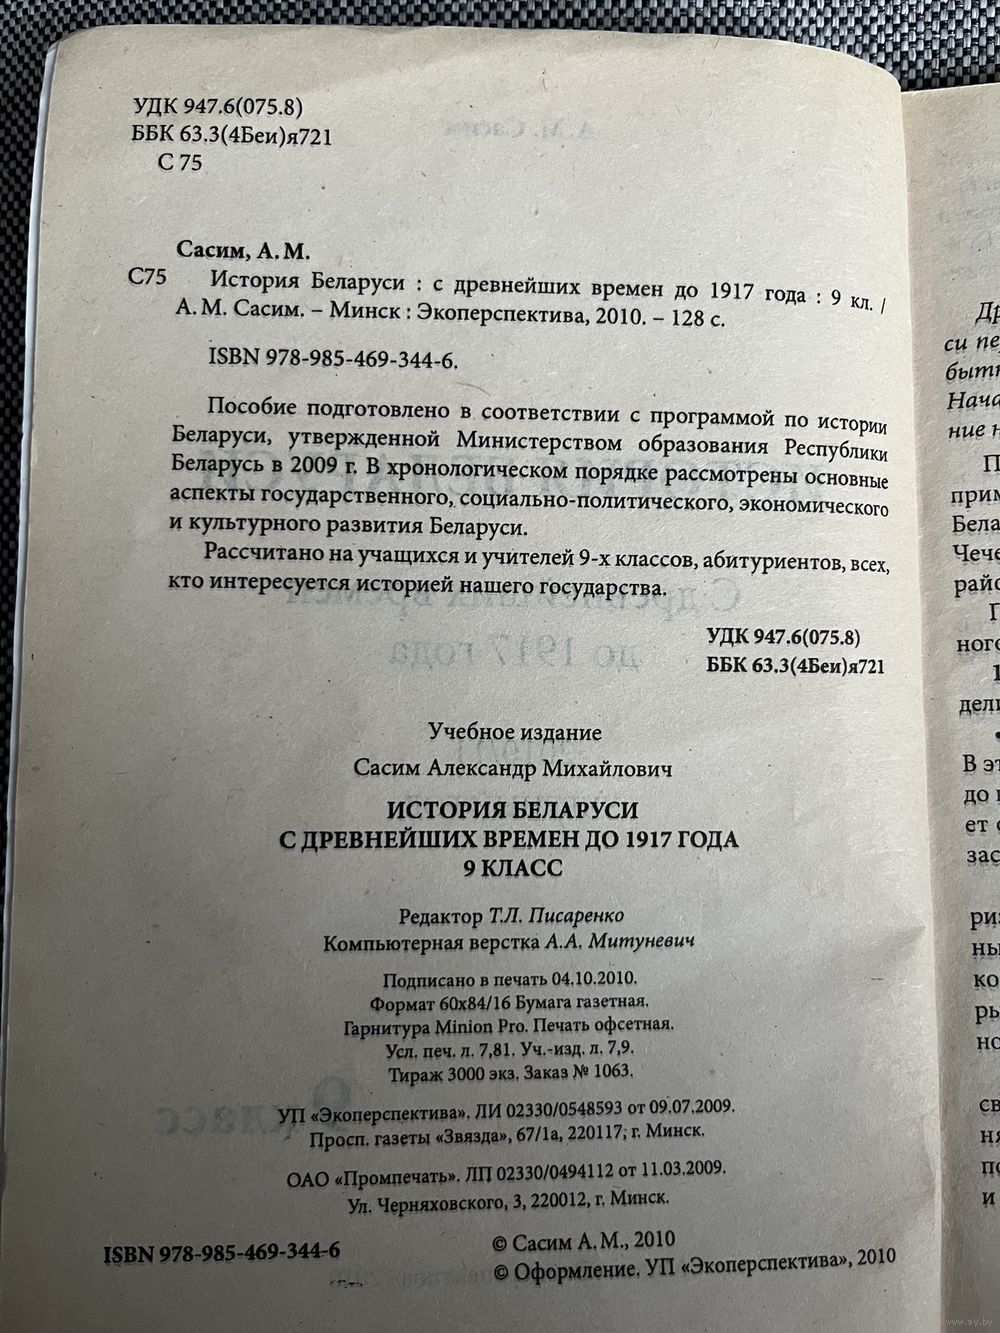 УДК 947.6(075.8)
ББК 63.3(4Беи)я721
С 75
Сасим, А. М.
С75 История Беларуси : с древнейших времен до 1917 года : 9 кл. /
А. М. Сасим. – Минск : Экоперспектива, 2010. – 128 с.
ISBN 978-985-469-344-6.
Пособие подготовлено в соответствии с программой по истории
Беларуси, утвержденной Министерством образования Республики
Беларусь в 2009 г. В хронологическом порядке рассмотрены основные
аспекты государственного, социально-политического, экономического
и культурного развития Беларуси.
Рассчитано на учащихся и учителей 9-х классов, абитуриентов, всех,
кто интересуется историей нашего государства.
УДК 947.6(075.8)
ББК 63.3(4Беи)я721
Учебное издание
Сасим Александр Михайлович
ИСТОРИЯ БЕЛАРУСИ
С ДРЕВНЕЙШИХ ВРЕМЕН ДО 1917 ГОДА
9 КЛАСС
Редактор Т.Л. Писаренко
Компьютерная верстка А.А. Митуневич
Подписано в печать 04.10.2010.
Формат 60х84/16 Бумага газетная.
Гарнитура Minion Pro. Печать офсетная.
Усл. печ. л. 7,81. Уч.-изд. л. 7,9.
Тираж 3000 экз. Заказ № 1063.
УП «Экоперспектива». ЛИ 02330/0548593 от 09.07.2009.
Просп. газеты «Звязда», 67/1а, 220117; г. Минск.
ОАО «Промпечать». ЛП 02330/0494112 от 11.03.2009.
Ул. Черняховского, 3, 220012, г. Минск.
ISBN 978-985-469-344-6
© Сасим А. М., 2010
© Оформление. УП «Экоперспектива», 2010
www.ay.by